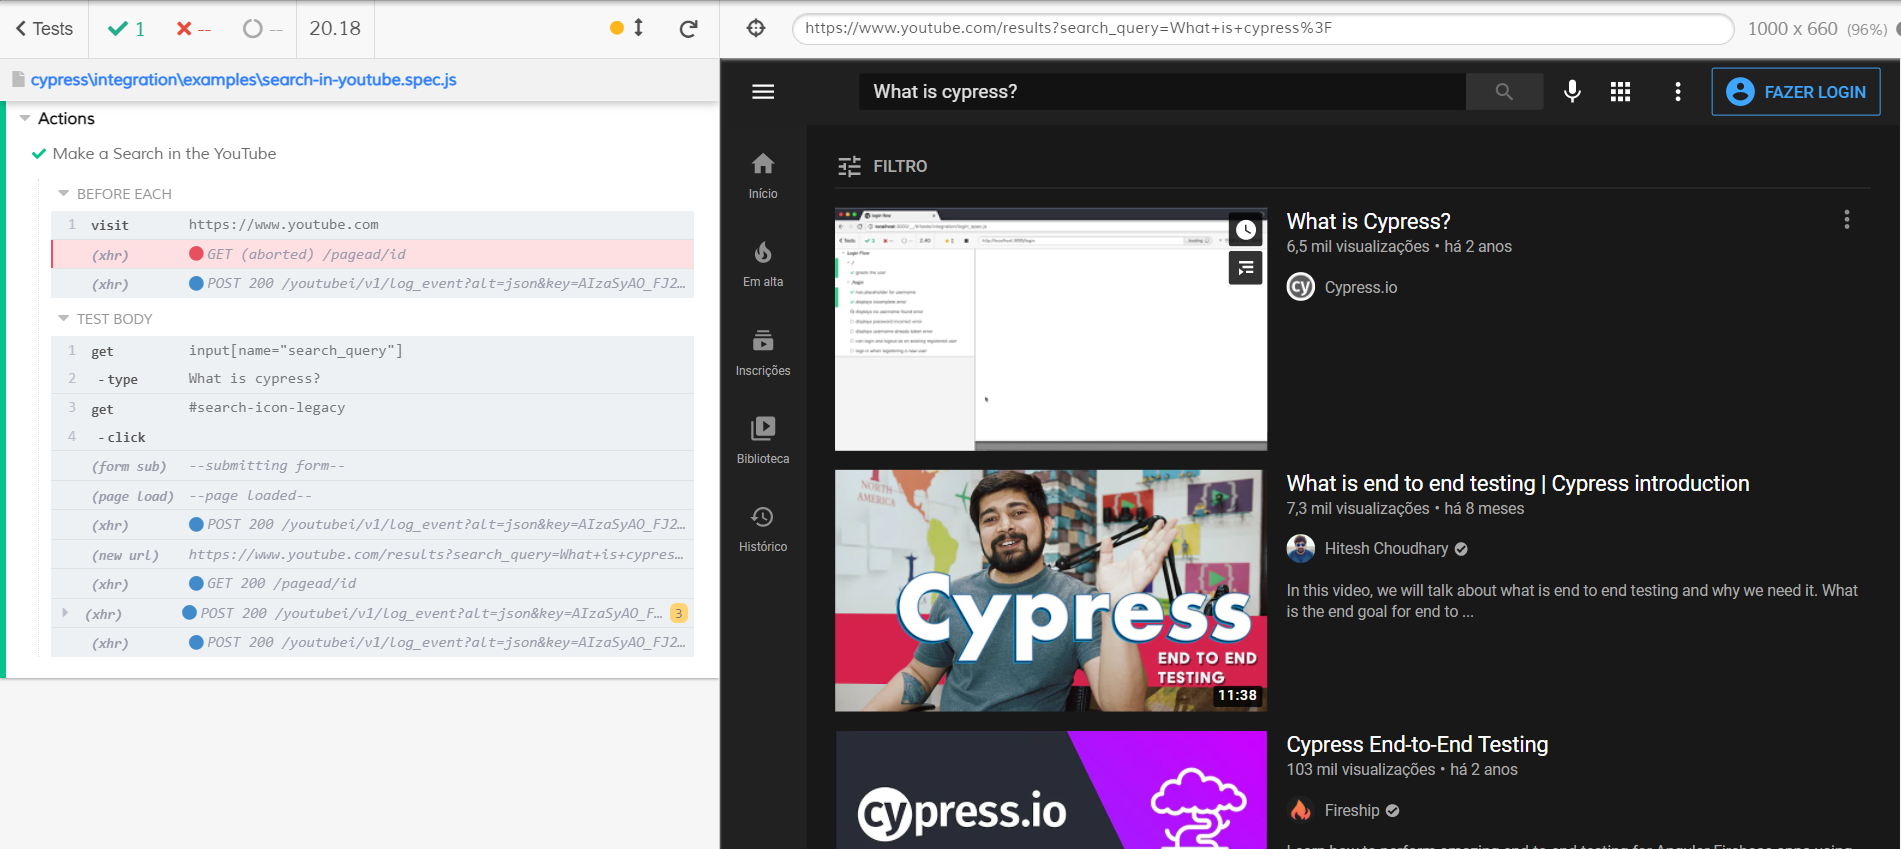 Tests
1
--
--
20.18
cypress\integration\examples\search-in-youtube.spec.js
Actions
Make a Search in the YouTube
BEFORE EACH
1 visit https://www.youtube.com
(xhr) GET (aborted) /pagead/id
(xhr) POST 200 /youtubei/v1/log_event?alt=json&key=AIzaSyAO_FJ2…
TEST BODY
1 get input[name="search_query"]
2 -type What is cypress?
3 get #search-icon-legacy
4 -click
(form sub) --submitting form--
(page load) --page loaded--
(xhr) POST 200 /youtubei/v1/log_event?alt=json&key=AIzaSyAO_FJ2…
(new url) https://www.youtube.com/results?search_query=What+is+cypres…
(xhr) GET 200 /pagead/id
(xhr) POST 200 /youtubei/v1/log_event?alt=json&key=AIzaSyAO_F… 3
(xhr) POST 200 /youtubei/v1/log_event?alt=json&key=AIzaSyAO_FJ2…
https://www.youtube.com/results?search_query=What+is+cypress%3F
1000 x 660 (96%)
What is cypress?
FAZER LOGIN
Início
Em alta
Inscrições
Biblioteca
Histórico
FILTRO
What is Cypress?
6,5 mil visualizações • há 2 anos
cy Cypress.io
NORTH
AMERICA
Cypress
END TO END
TESTING
11:38
What is end to end testing | Cypress introduction
7,3 mil visualizações • há 8 meses
Hitesh Choudhary
In this video, we will talk about what is end to end testing and why we need it. What
is the end goal for end to ...
cypress.io
Cypress End-to-End Testing
103 mil visualizações • há 2 anos
Fireship